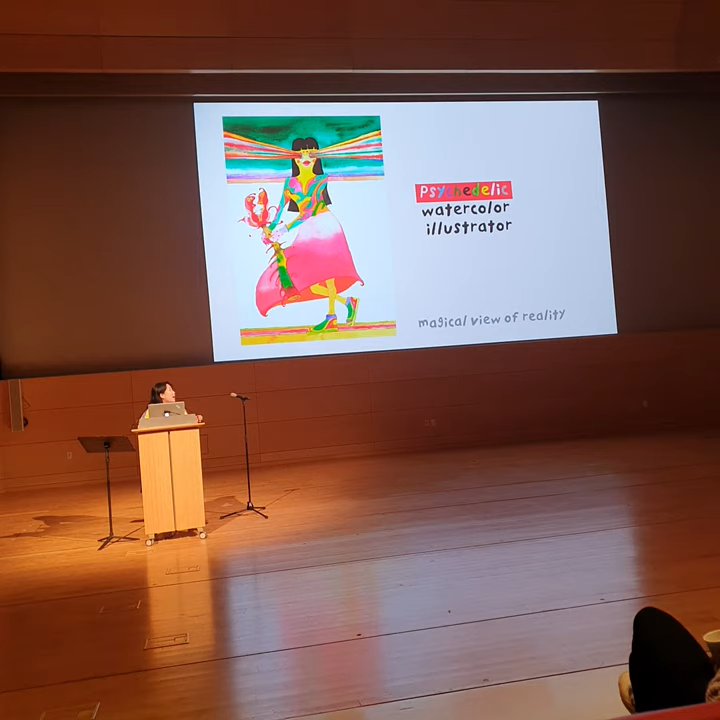 Psychedelic
watercolor
illustrator
magical view of reality